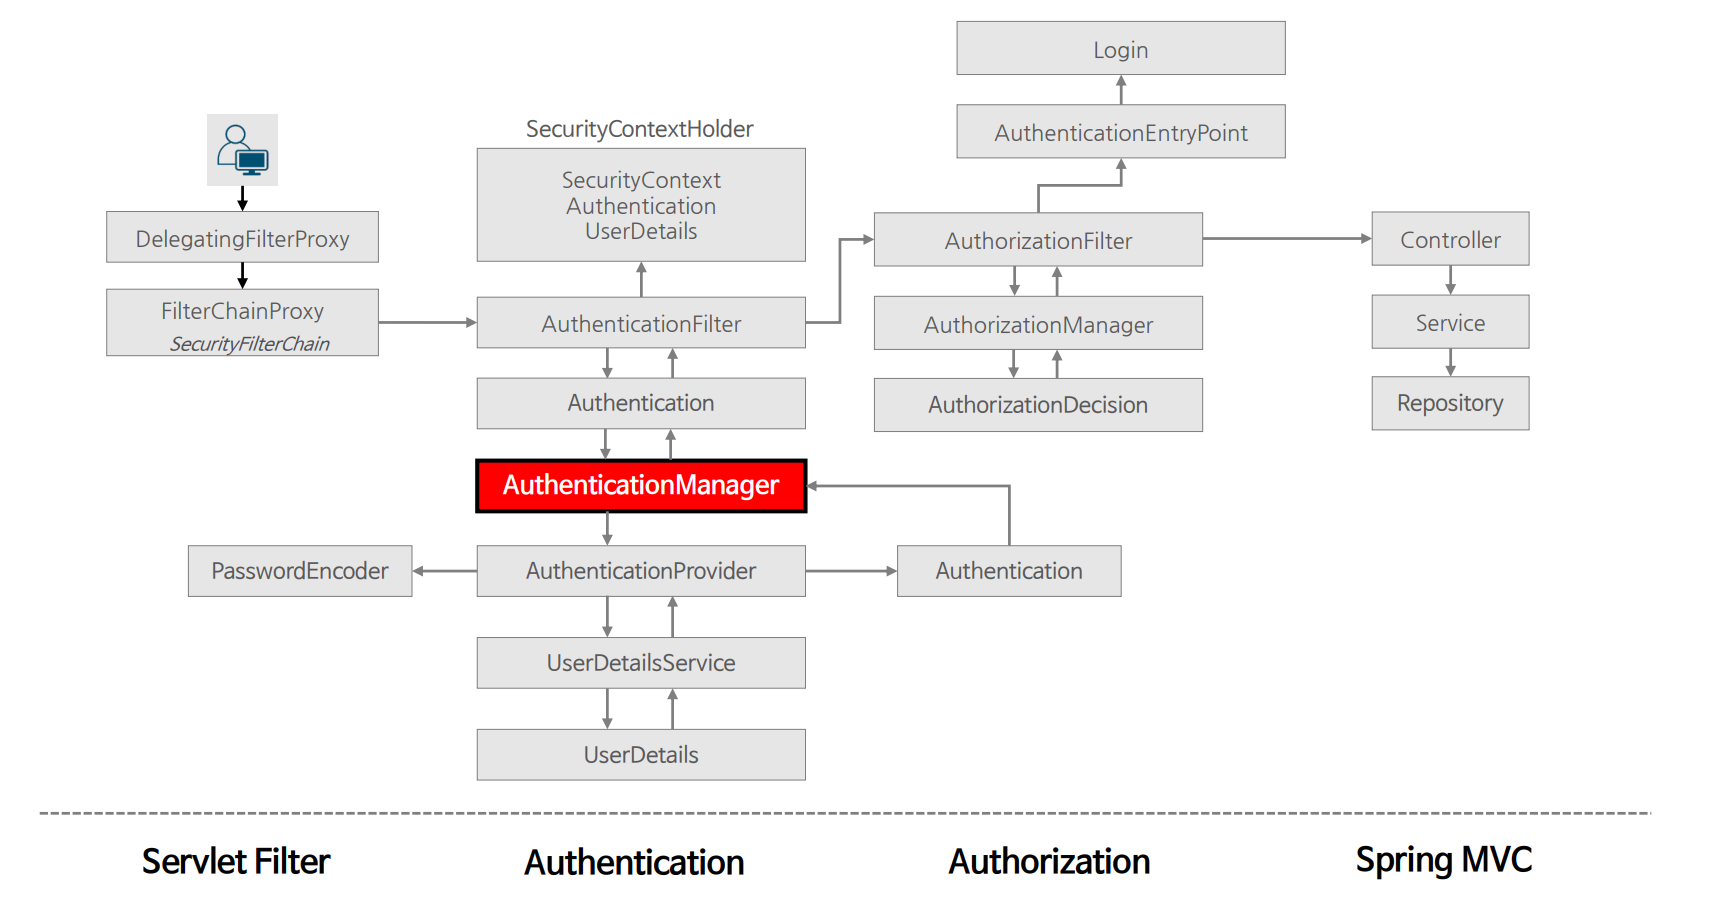 Login
AuthenticationEntryPoint
SecurityContextHolder
SecurityContext
Authentication
UserDetails
DelegatingFilterProxy
FilterChainProxy
SecurityFilterChain
AuthenticationFilter
Authentication
AuthenticationManager
PasswordEncoder
AuthenticationProvider
Authentication
UserDetailsService
UserDetails
AuthorizationFilter
AuthorizationManager
AuthorizationDecision
Controller
Service
Repository
Servlet Filter
Authentication
Authorization
Spring MVC